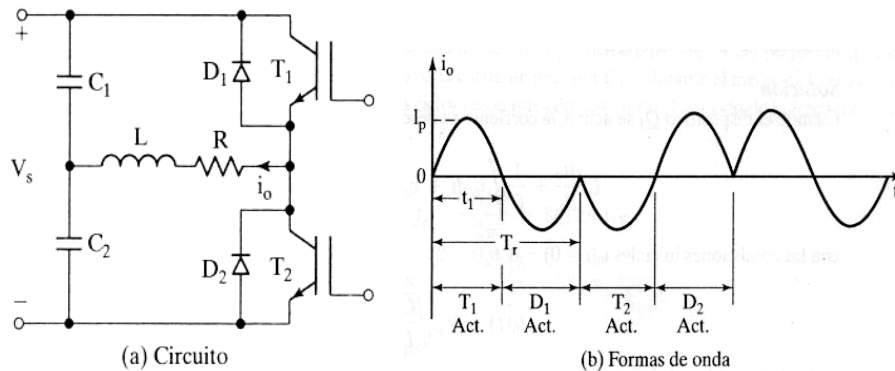 +
C₁
D₁
T₁
L
R
Vₛ
iₒ
C₂
D₂
T₂
−
(a) Circuito
iₒ
Iₚ
0
t
t₁
Tᵣ
T₁
Act.
D₁
Act.
T₂
Act.
D₂
Act.
(b) Formas de onda